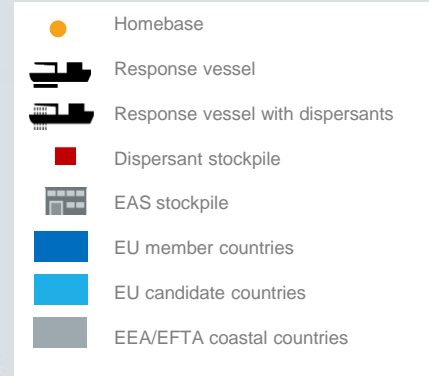 Homebase
Response vessel
Response vessel with dispersants
Dispersant stockpile
EAS stockpile
EU member countries
EU candidate countries
EEA/EFTA coastal countries